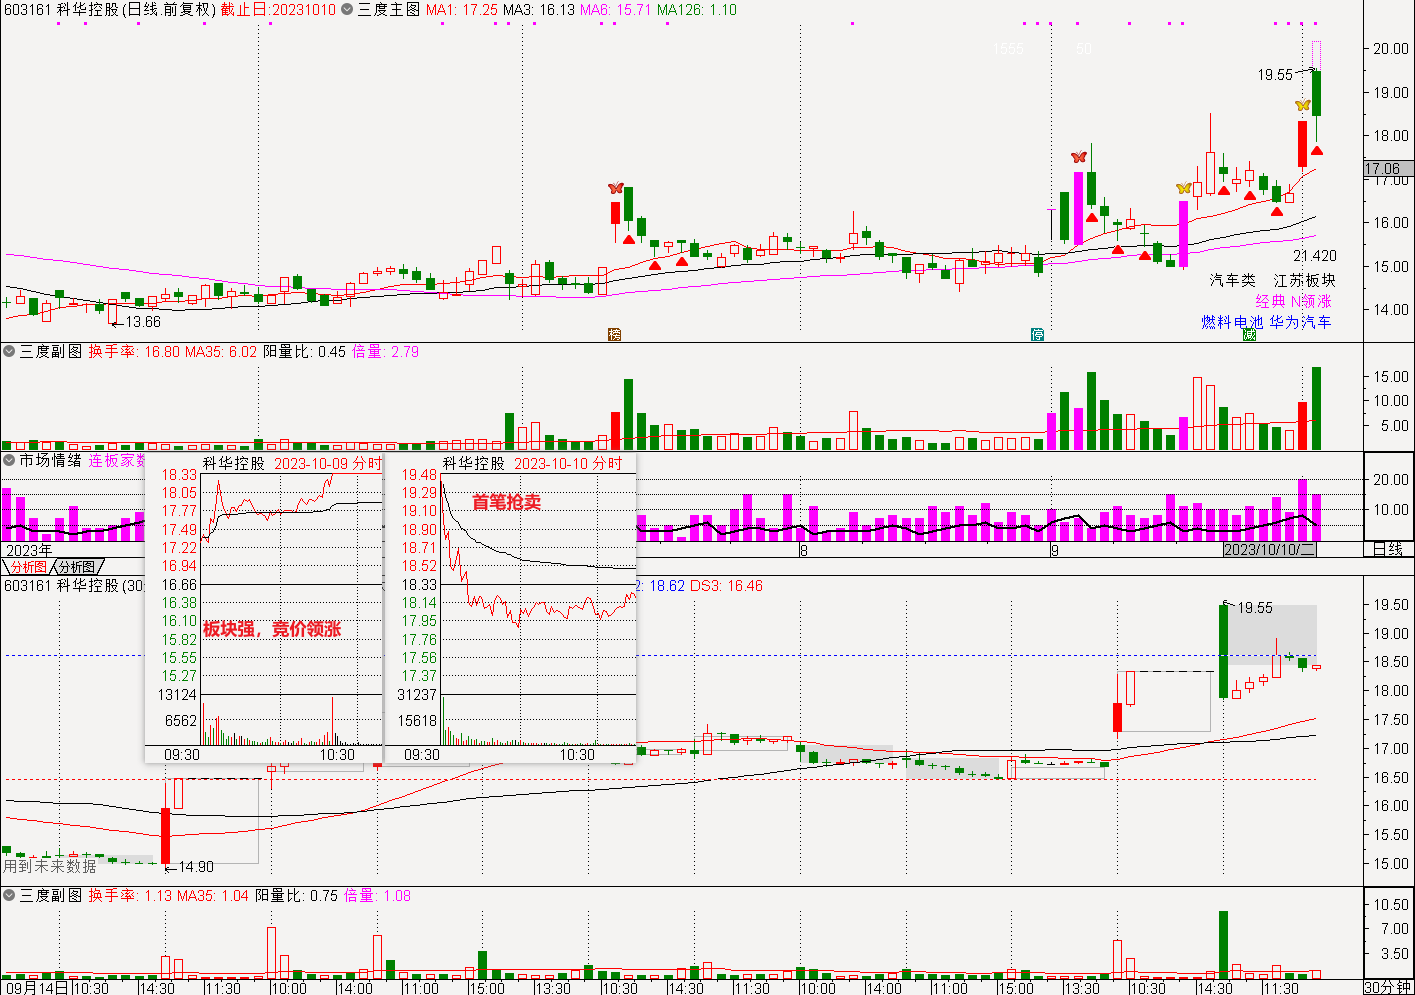 603161 科华控股(日线.前复权) 截止日:20231010 三度主图 MA1: 17.25 MA3: 16.13 MA6: 15.71 MA126: 1.10
1555 50
20.00
19.55
19.00
18.00
17.06
17.00
16.00
15.00
14.00
21.420
汽车类 江苏板块
经典 N领涨
燃料电池 华为汽车
13.66
榜
停
减
三度副图 换手率: 16.80 MA35: 6.02 阳量比: 0.45 倍量: 2.79
15.00
10.00
5.00
市场情绪 连板家数
20.00
10.00
2023年
8
9
2023/10/10/二
日线
科华控股 2023-10-09 分时
18.33
18.05
17.77
17.49
17.22
16.94
16.66
16.38
16.10
15.82
15.55
15.27
13124
6562
09:30
10:30
板块强，竞价领涨
科华控股 2023-10-10 分时
19.48
19.29
19.10
18.90
18.71
18.52
18.33
18.14
17.95
17.76
17.56
17.37
31237
15618
09:30
10:30
首笔抢卖
分析图 分析图
603161 科华控股(30
2: 18.62 DS3: 16.46
19.55
19.50
19.00
18.50
18.00
17.50
17.00
16.50
16.00
15.50
15.00
14.90
用到未来数据
三度副图 换手率: 1.13 MA35: 1.04 阳量比: 0.75 倍量: 1.08
10.50
7.00
3.50
09月14日 10:30 14:30 11:30 10:00 14:00 11:00 15:00 13:30 10:30 14:30 11:30 10:00 14:00 11:00 15:00 13:30 10:30 14:30 11:30
30分钟